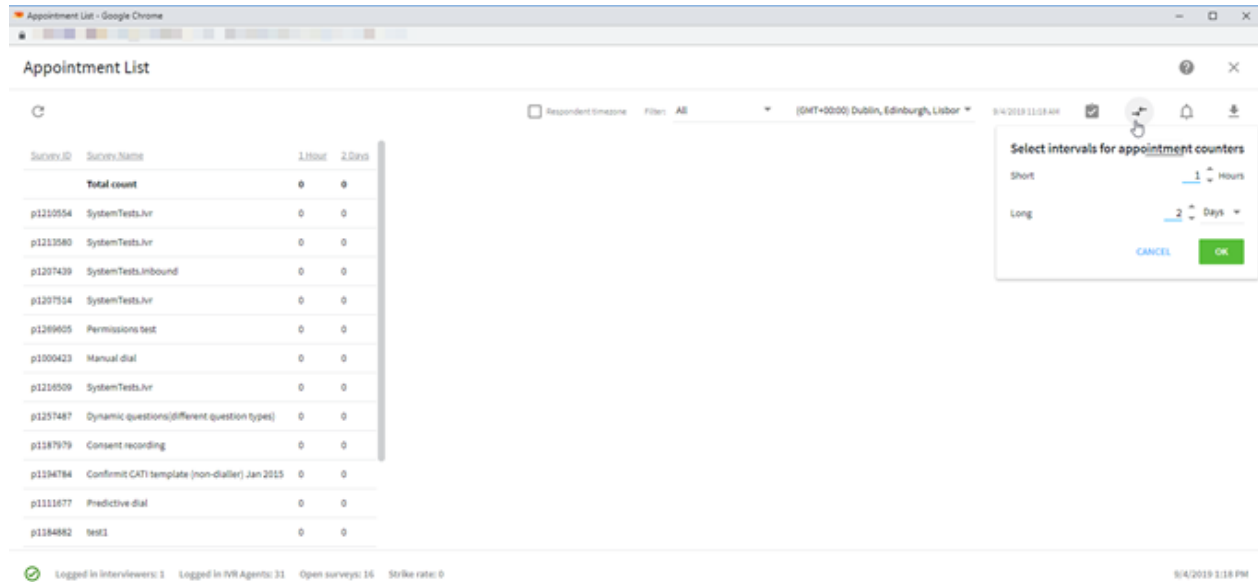 Appointment List - Google Chrome
Appointment List
Respondent timezone Filter: All (GMT+00:00) Dublin, Edinburgh, Lisbor 9/4/2019 11:18 AM
Select intervals for appointment counters
Short 1 Hours
Long 2 Days
CANCEL OK
Survey ID Survey Name 1 Hour 2 Days
Total count 0 0
p1210554 SystemTests.Ivr 0 0
p1213580 SystemTests.Ivr 0 0
p1207439 SystemTests.Inbound 0 0
p1207514 SystemTests.Ivr 0 0
p1269605 Permissions test 0 0
p1000423 Manual dial 0 0
p1216509 SystemTests.Ivr 0 0
p1257487 Dynamic questions(different question types) 0 0
p1187979 Consent recording 0 0
p1194784 Confirmit CATI template (non-dialler) Jan 2015 0 0
p1111677 Predictive dial 0 0
p1184882 test1 0 0
Logged in interviewers: 1 Logged in IVR Agents: 31 Open surveys: 16 Strike rate: 0 9/4/2019 1:18 PM